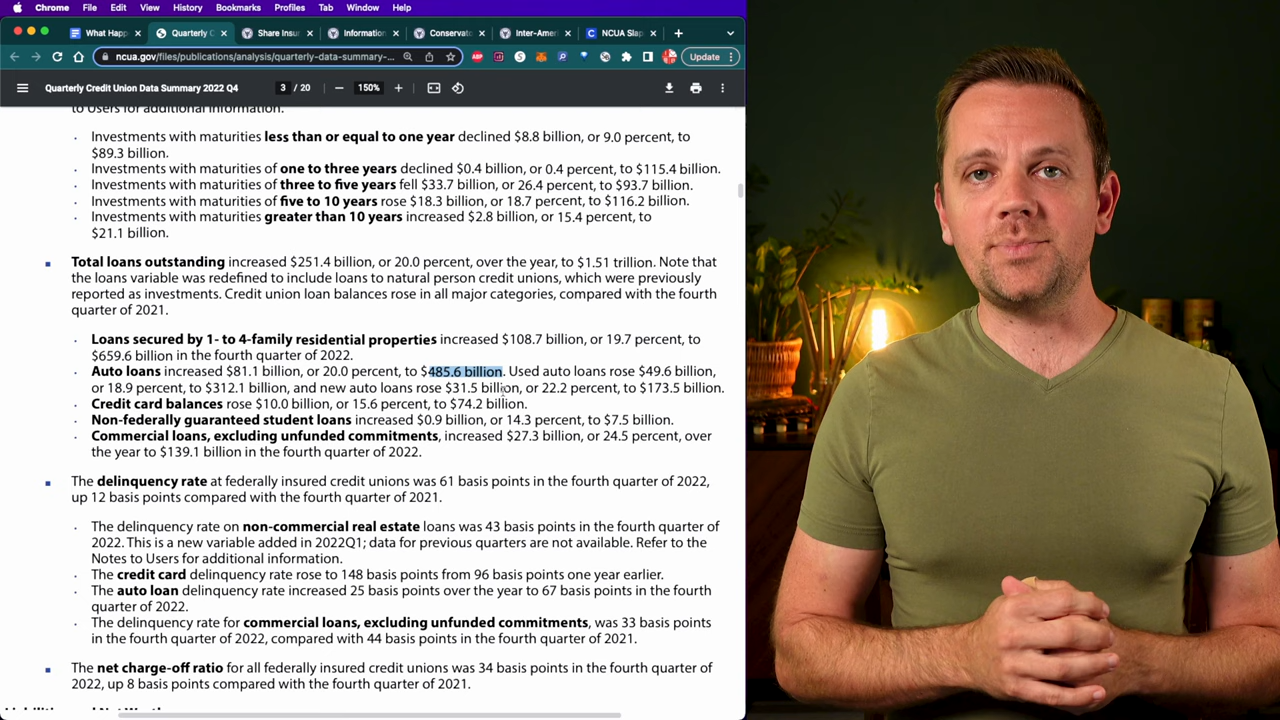 Chrome File Edit View History Bookmarks Profiles Tab Window Help
What Happ Quarterly C Share Insur Information Conservato Inter-Ameri NCUA Slap
ncua.gov/files/publications/analysis/quarterly-data-summary-... Update
Quarterly Credit Union Data Summary 2022 Q4 3 / 20 150%
to Users for additional information.
Investments with maturities less than or equal to one year declined $8.8 billion, or 9.0 percent, to
$89.3 billion.
Investments with maturities of one to three years declined $0.4 billion, or 0.4 percent, to $115.4 billion.
Investments with maturities of three to five years fell $33.7 billion, or 26.4 percent, to $93.7 billion.
Investments with maturities of five to 10 years rose $18.3 billion, or 18.7 percent, to $116.2 billion.
Investments with maturities greater than 10 years increased $2.8 billion, or 15.4 percent, to
$21.1 billion.
Total loans outstanding increased $251.4 billion, or 20.0 percent, over the year, to $1.51 trillion. Note that
the loans variable was redefined to include loans to natural person credit unions, which were previously
reported as investments. Credit union loan balances rose in all major categories, compared with the fourth
quarter of 2021.
Loans secured by 1- to 4-family residential properties increased $108.7 billion, or 19.7 percent, to
$659.6 billion in the fourth quarter of 2022.
Auto loans increased $81.1 billion, or 20.0 percent, to $485.6 billion. Used auto loans rose $49.6 billion,
or 18.9 percent, to $312.1 billion, and new auto loans rose $31.5 billion, or 22.2 percent, to $173.5 billion.
Credit card balances rose $10.0 billion, or 15.6 percent, to $74.2 billion.
Non-federally guaranteed student loans increased $0.9 billion, or 14.3 percent, to $7.5 billion.
Commercial loans, excluding unfunded commitments, increased $27.3 billion, or 24.5 percent, over
the year to $139.1 billion in the fourth quarter of 2022.
The delinquency rate at federally insured credit unions was 61 basis points in the fourth quarter of 2022,
up 12 basis points compared with the fourth quarter of 2021.
The delinquency rate on non-commercial real estate loans was 43 basis points in the fourth quarter of
2022. This is a new variable added in 2022Q1; data for previous quarters are not available. Refer to the
Notes to Users for additional information.
The credit card delinquency rate rose to 148 basis points from 96 basis points one year earlier.
The auto loan delinquency rate increased 25 basis points over the year to 67 basis points in the fourth
quarter of 2022.
The delinquency rate for commercial loans, excluding unfunded commitments, was 33 basis points
in the fourth quarter of 2022, compared with 44 basis points in the fourth quarter of 2021.
The net charge-off ratio for all federally insured credit unions was 34 basis points in the fourth quarter of
2022, up 8 basis points compared with the fourth quarter of 2021.